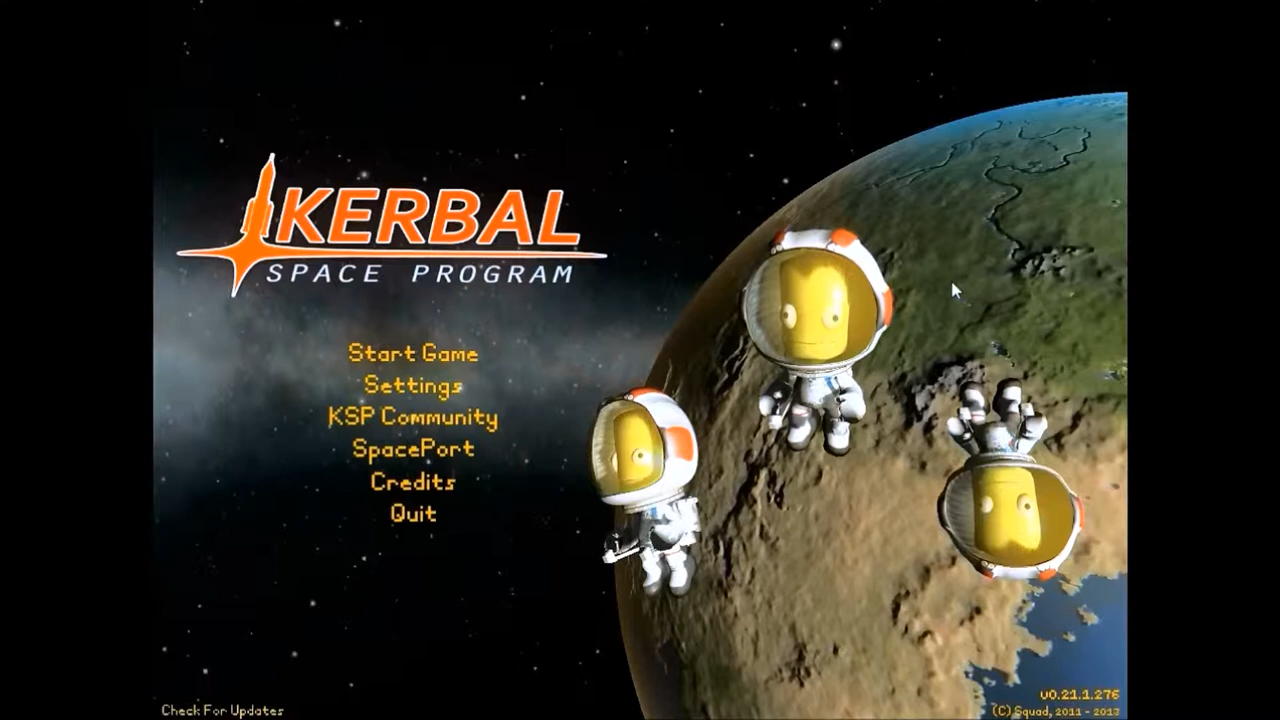 KERBAL
SPACE PROGRAM
Start Game
Settings
KSP Community
SpacePort
Credits
Quit
Check For Updates
v0.21.1.276
(C) Squad, 2011 - 2013